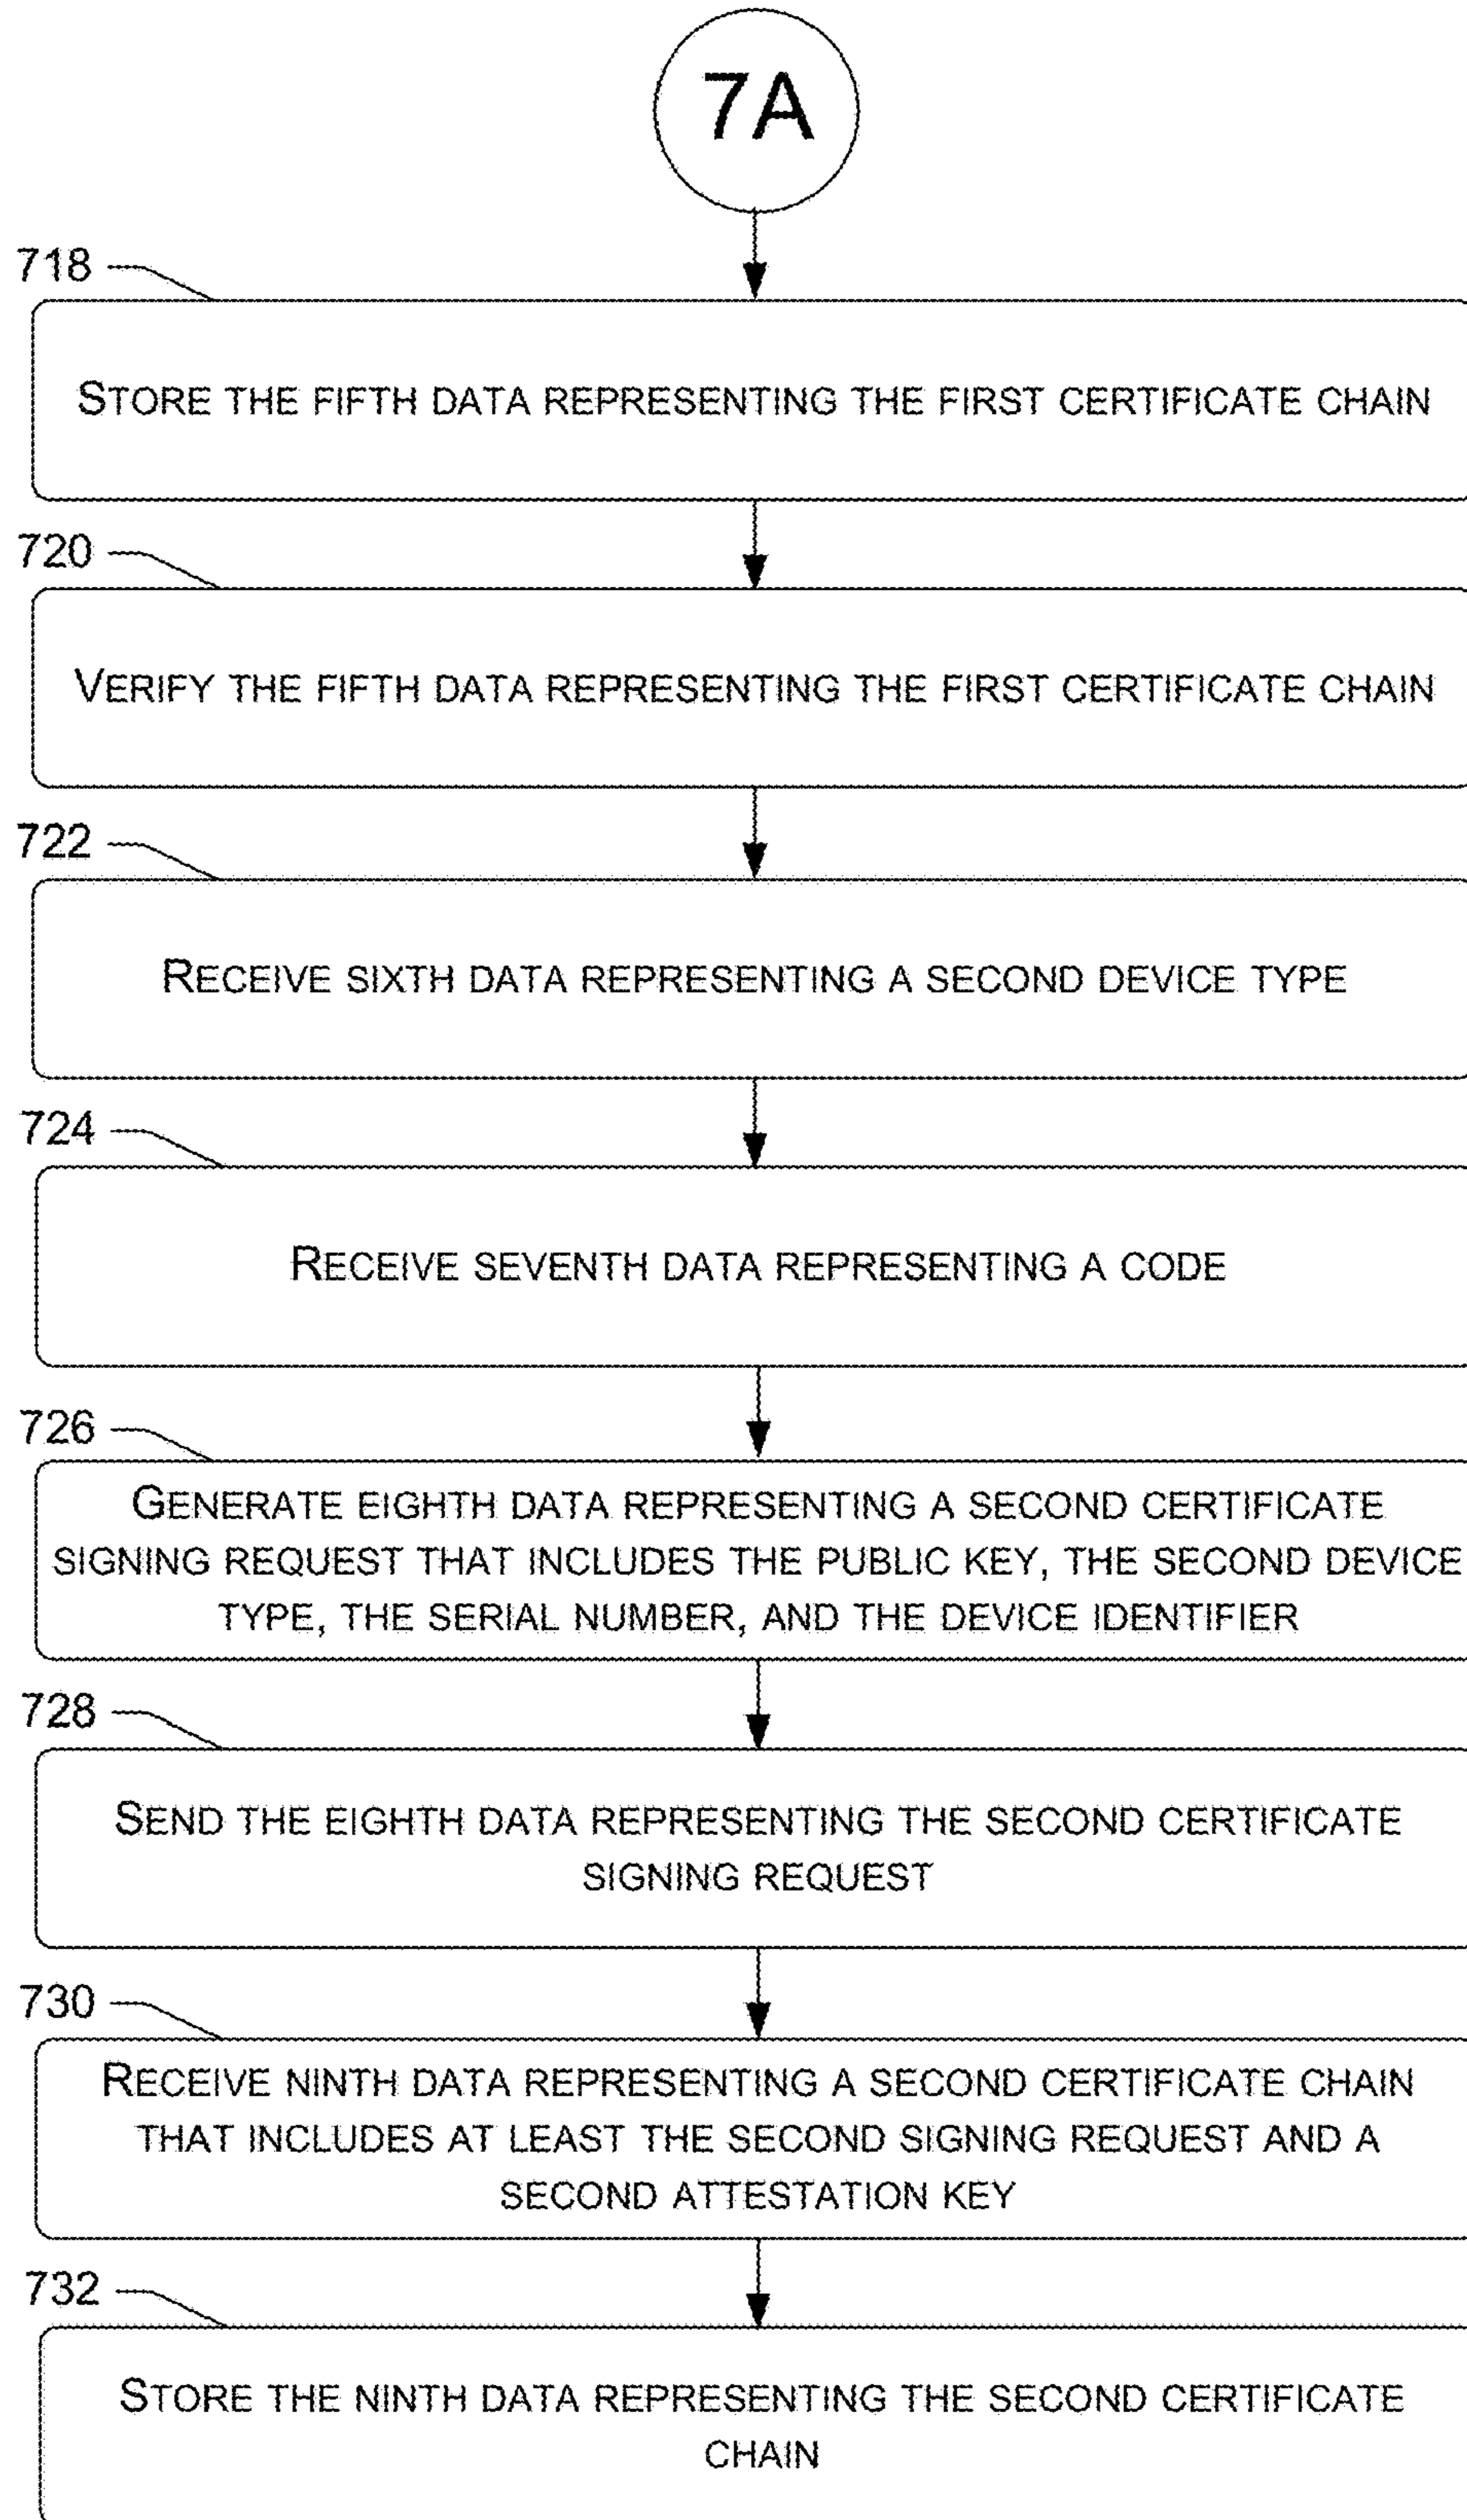 7A
718
STORE THE FIFTH DATA REPRESENTING THE FIRST CERTIFICATE CHAIN
720
VERIFY THE FIFTH DATA REPRESENTING THE FIRST CERTIFICATE CHAIN
722
RECEIVE SIXTH DATA REPRESENTING A SECOND DEVICE TYPE
724
RECEIVE SEVENTH DATA REPRESENTING A CODE
726
GENERATE EIGHTH DATA REPRESENTING A SECOND CERTIFICATE
SIGNING REQUEST THAT INCLUDES THE PUBLIC KEY, THE SECOND DEVICE
TYPE, THE SERIAL NUMBER, AND THE DEVICE IDENTIFIER
728
SEND THE EIGHTH DATA REPRESENTING THE SECOND CERTIFICATE
SIGNING REQUEST
730
RECEIVE NINTH DATA REPRESENTING A SECOND CERTIFICATE CHAIN
THAT INCLUDES AT LEAST THE SECOND SIGNING REQUEST AND A
SECOND ATTESTATION KEY
732
STORE THE NINTH DATA REPRESENTING THE SECOND CERTIFICATE
CHAIN